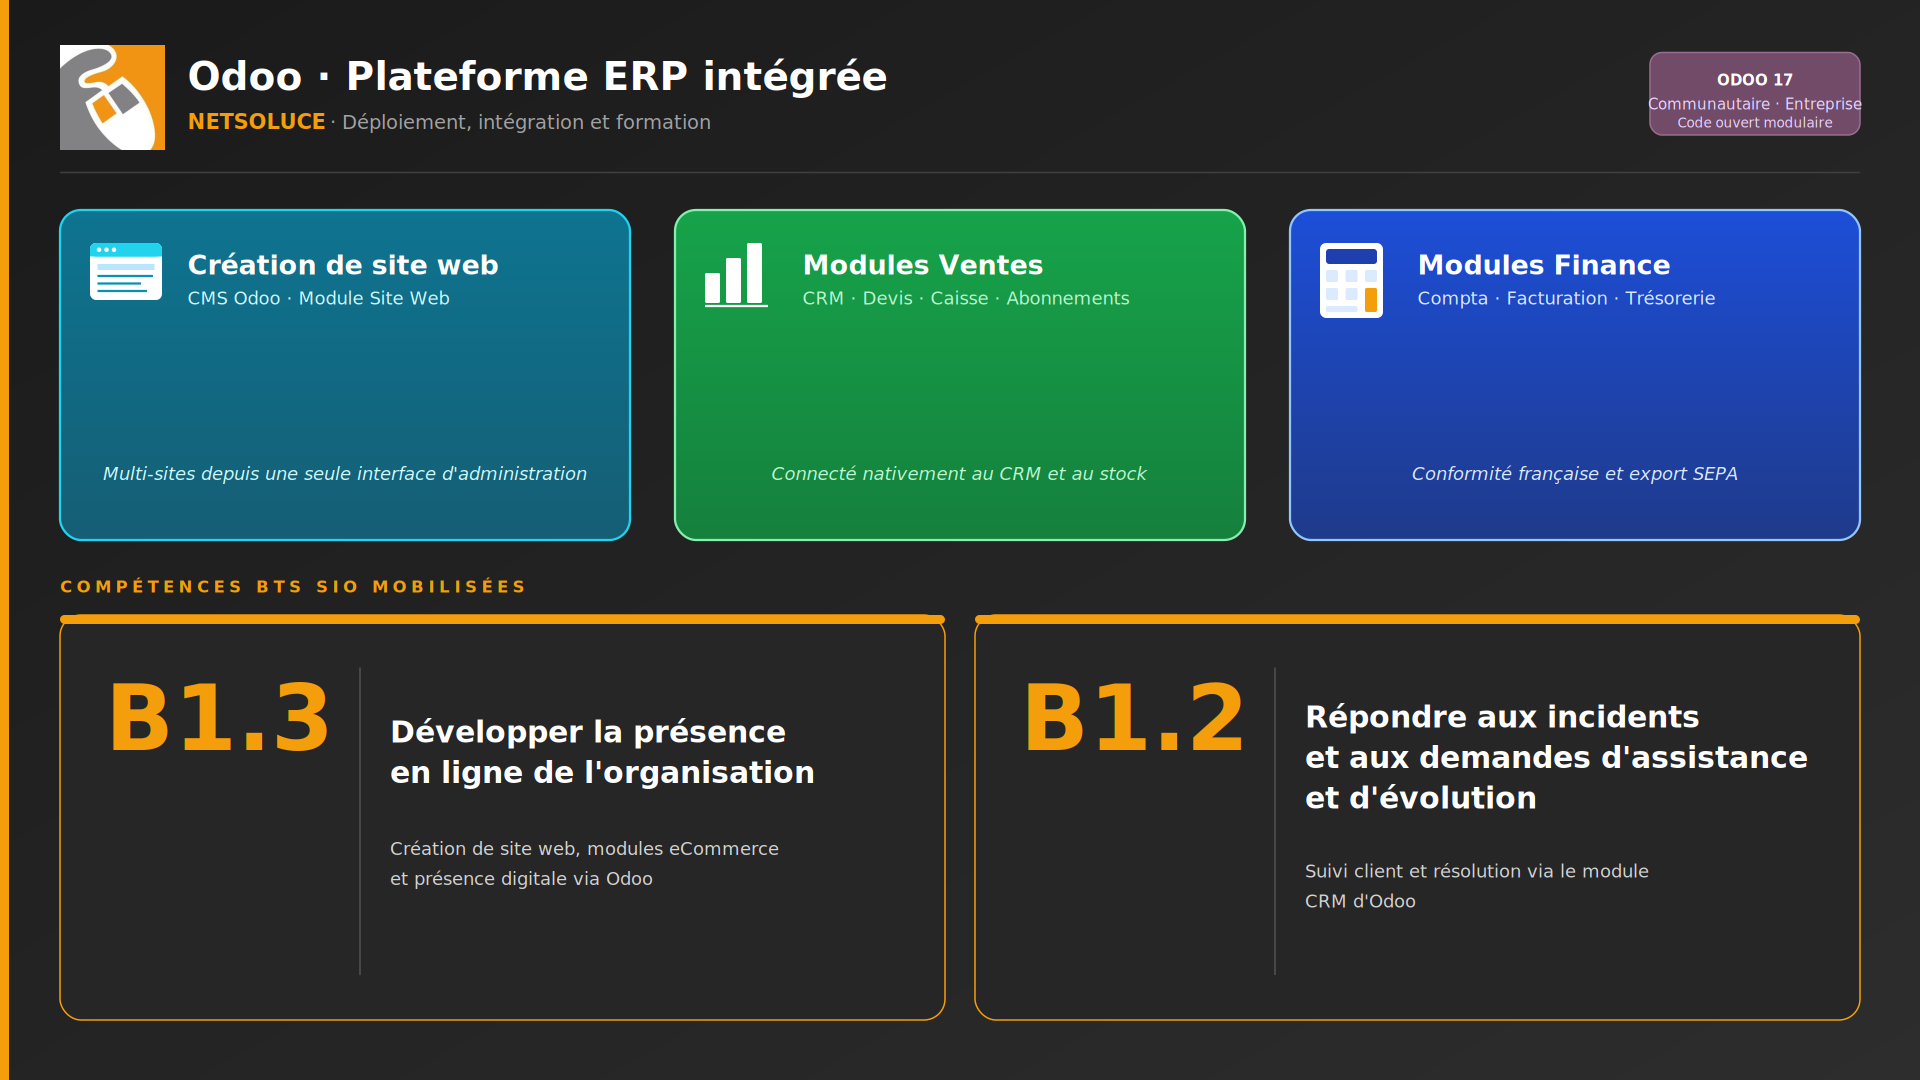 Odoo · Plateforme ERP intégrée
NETSOLUCE · Déploiement, intégration et formation
ODOO 17
Communautaire · Entreprise
Code ouvert modulaire
Création de site web
CMS Odoo · Module Site Web
Multi-sites depuis une seule interface d'administration
Modules Ventes
CRM · Devis · Caisse · Abonnements
Connecté nativement au CRM et au stock
Modules Finance
Compta · Facturation · Trésorerie
Conformité française et export SEPA
COMPÉTENCES BTS SIO MOBILISÉES
B1.3
Développer la présence
en ligne de l'organisation
Création de site web, modules eCommerce
et présence digitale via Odoo
B1.2
Répondre aux incidents
et aux demandes d'assistance
et d'évolution
Suivi client et résolution via le module
CRM d'Odoo